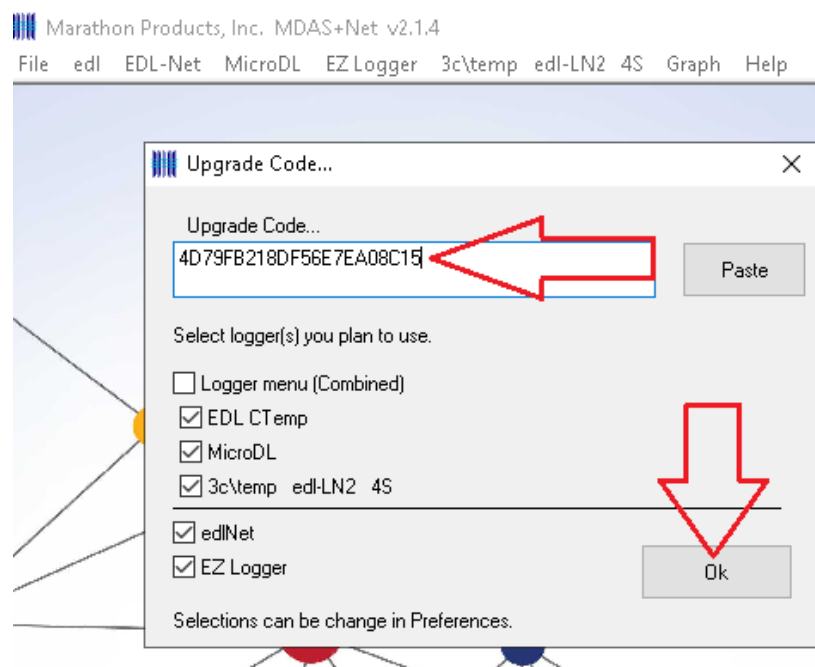 Marathon Products, Inc. MDAS+Net v2.1.4
File edl EDL-Net MicroDL EZ Logger 3c\temp edl-LN2 4S Graph Help
Upgrade Code...
Upgrade Code...
4D79FB218DF56E7EA08C15
Paste
Select logger(s) you plan to use.
Logger menu (Combined)
EDL CTemp
MicroDL
3c\temp edl-LN2 4S
edlNet
EZ Logger
Ok
Selections can be change in Preferences.